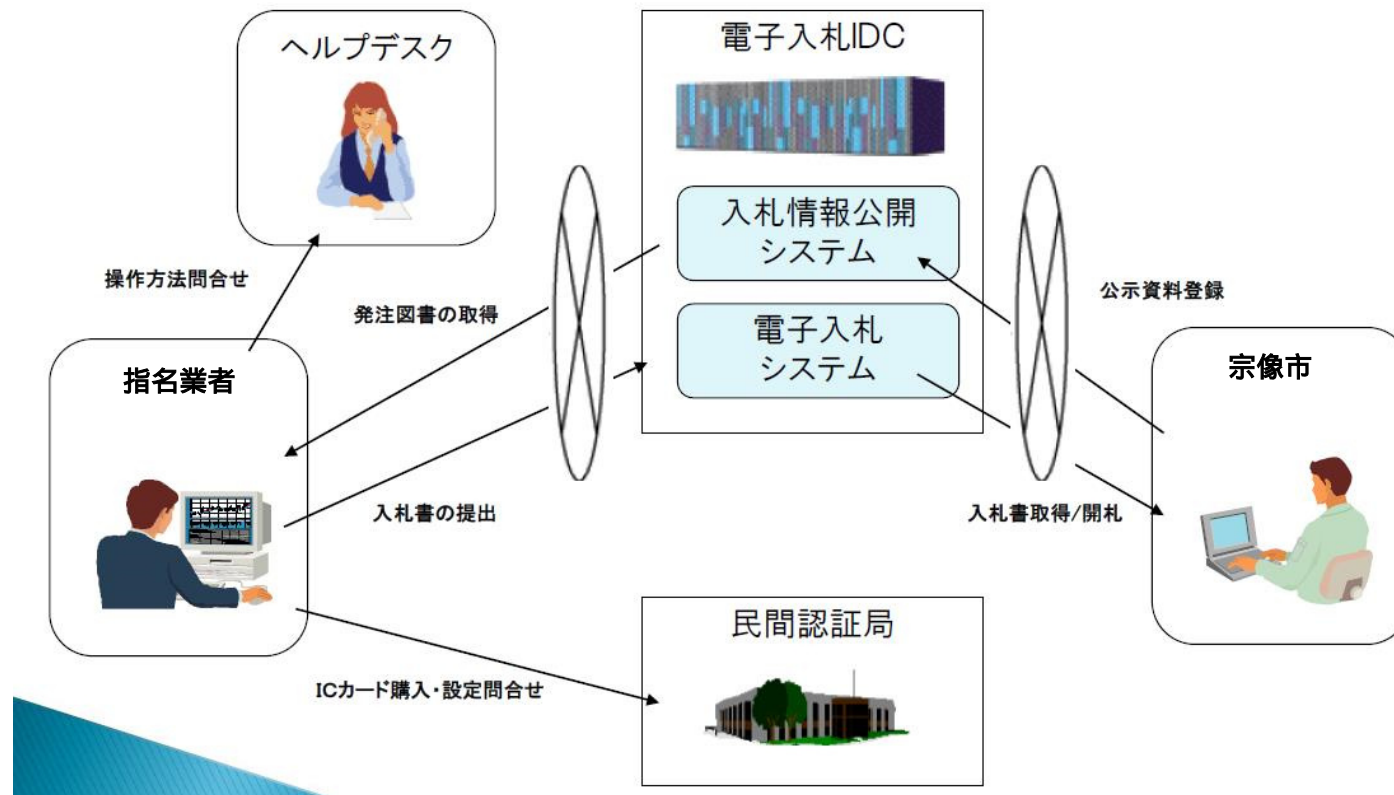 ヘルプデスク
電子入札IDC
入札情報公開
システム
操作方法問合せ
発注図書の取得
公示資料登録
電子入札
システム
指名業者
宗像市
入札書の提出
入札書取得/開札
民間認証局
ICカード購入・設定問合せ